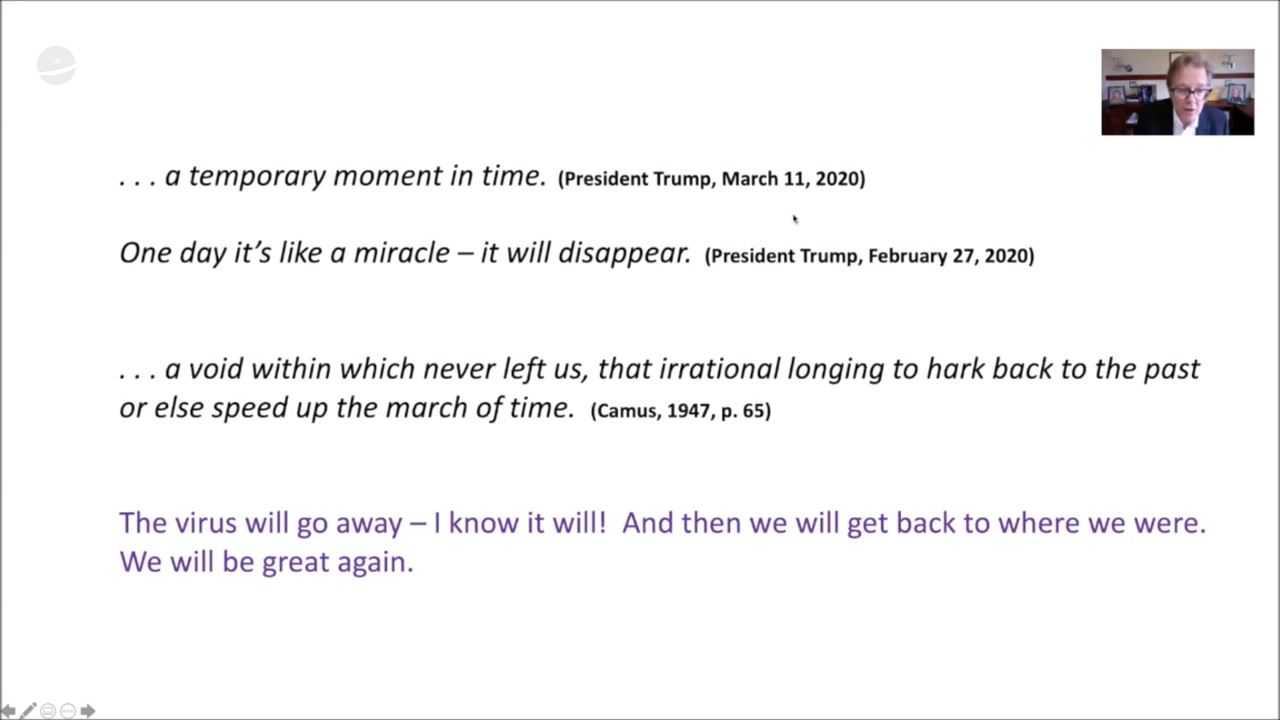 . . . a temporary moment in time. (President Trump, March 11, 2020)
One day it’s like a miracle – it will disappear. (President Trump, February 27, 2020)
. . . a void within which never left us, that irrational longing to hark back to the past
or else speed up the march of time. (Camus, 1947, p. 65)
The virus will go away – I know it will! And then we will get back to where we were.
We will be great again.